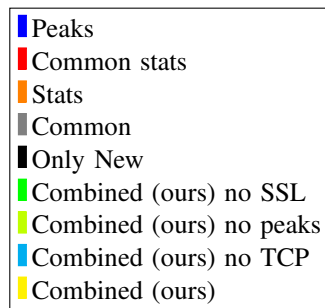 Peaks
Common stats
Stats
Common
Only New
Combined (ours) no SSL
Combined (ours) no peaks
Combined (ours) no TCP
Combined (ours)